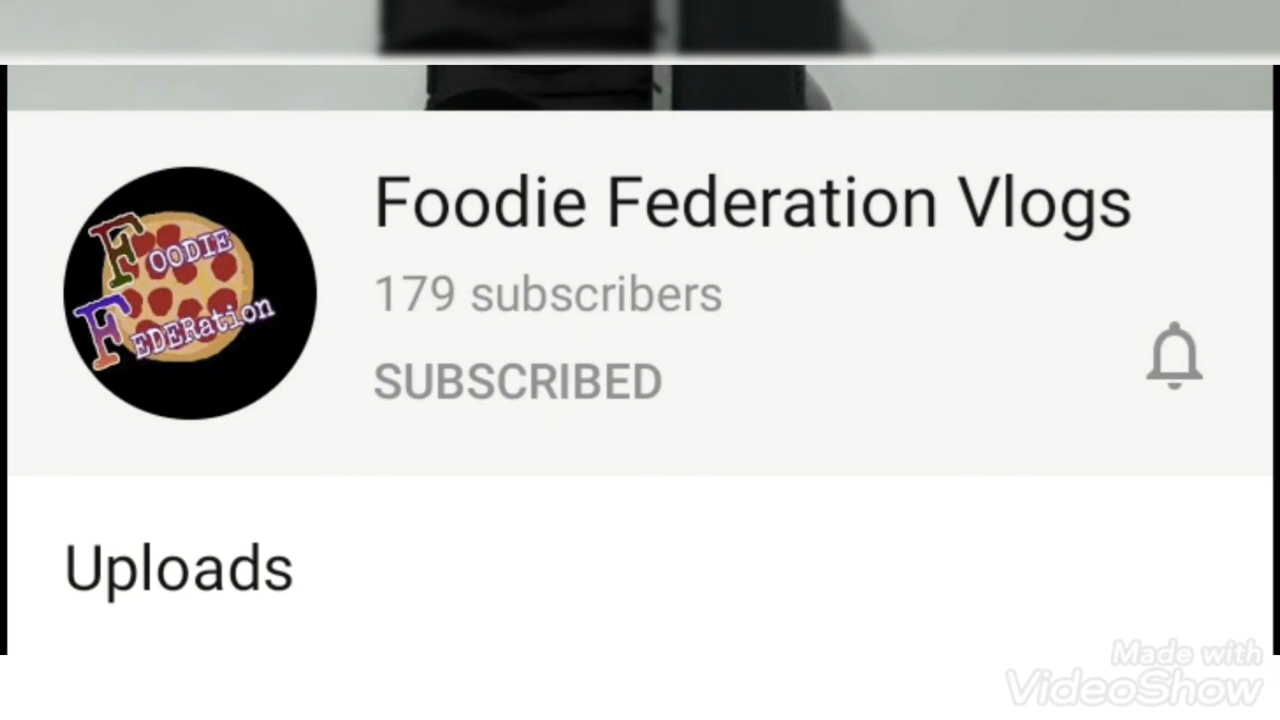 Foodie Federation Vlogs
179 subscribers
SUBSCRIBED
FOODIE
FEDERation
Uploads
Made with
VideoShow